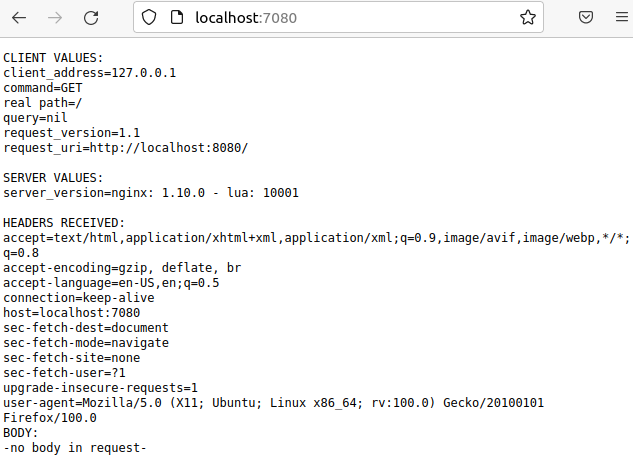 localhost:7080
CLIENT VALUES:
client_address=127.0.0.1
command=GET
real path=/
query=nil
request_version=1.1
request_uri=http://localhost:8080/
SERVER VALUES:
server_version=nginx: 1.10.0 - lua: 10001
HEADERS RECEIVED:
accept=text/html,application/xhtml+xml,application/xml;q=0.9,image/avif,image/webp,*/*;
q=0.8
accept-encoding=gzip, deflate, br
accept-language=en-US,en;q=0.5
connection=keep-alive
host=localhost:7080
sec-fetch-dest=document
sec-fetch-mode=navigate
sec-fetch-site=none
sec-fetch-user=?1
upgrade-insecure-requests=1
user-agent=Mozilla/5.0 (X11; Ubuntu; Linux x86_64; rv:100.0) Gecko/20100101
Firefox/100.0
BODY:
-no body in request-